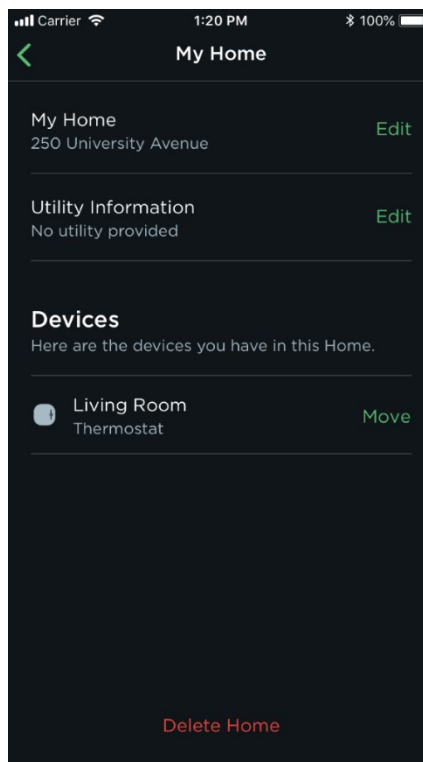 Carrier 1:20 PM 100%
My Home
My Home
Edit
250 University Avenue
Utility Information
Edit
No utility provided
Devices
Here are the devices you have in this Home.
Living Room
Move
Thermostat
Delete Home